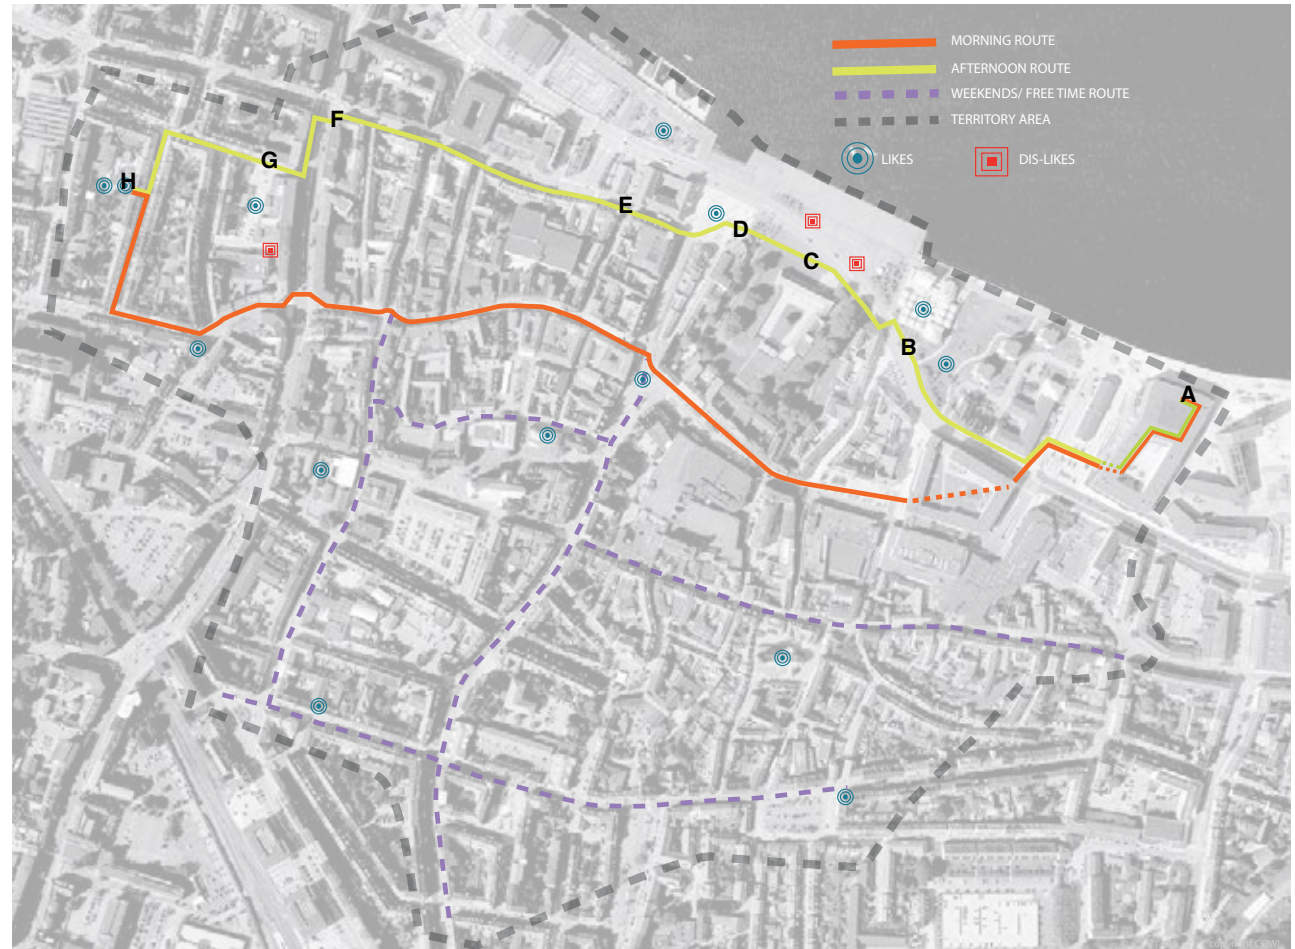 MORNING ROUTE
AFTERNOON ROUTE
WEEKENDS/ FREE TIME ROUTE
TERRITORY AREA
LIKES DIS-LIKES
F
G
H
E
D
C
B
A